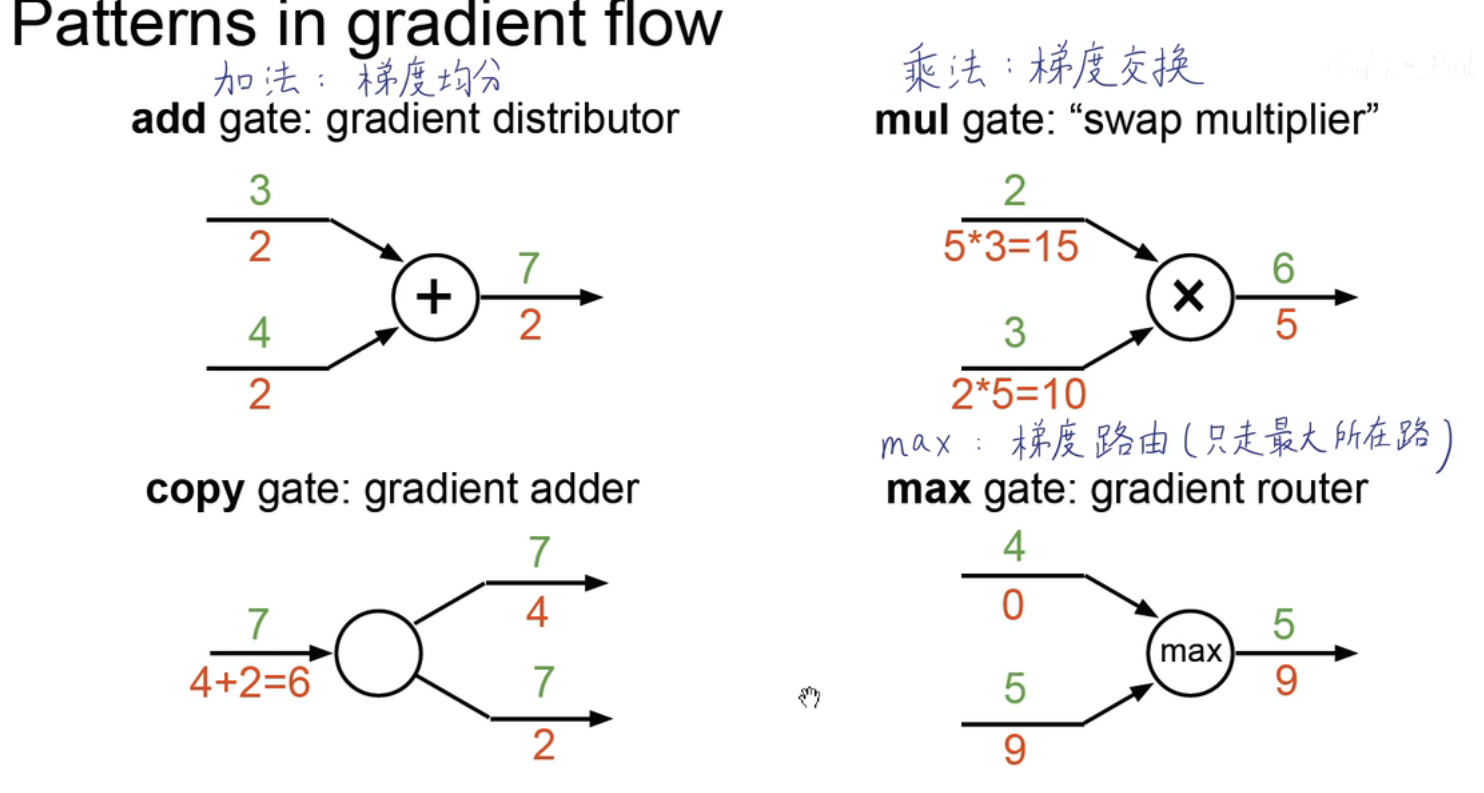 Patterns in gradient flow
加法：梯度均分
add gate: gradient distributor
3
2
4
2
+
7
2
乘法：梯度交换
mul gate: “swap multiplier”
2
5*3=15
3
2*5=10
×
6
5
copy gate: gradient adder
7
4+2=6
7
4
7
2
max：梯度路由(只走最大所在路)
max gate: gradient router
4
0
5
9
max
5
9